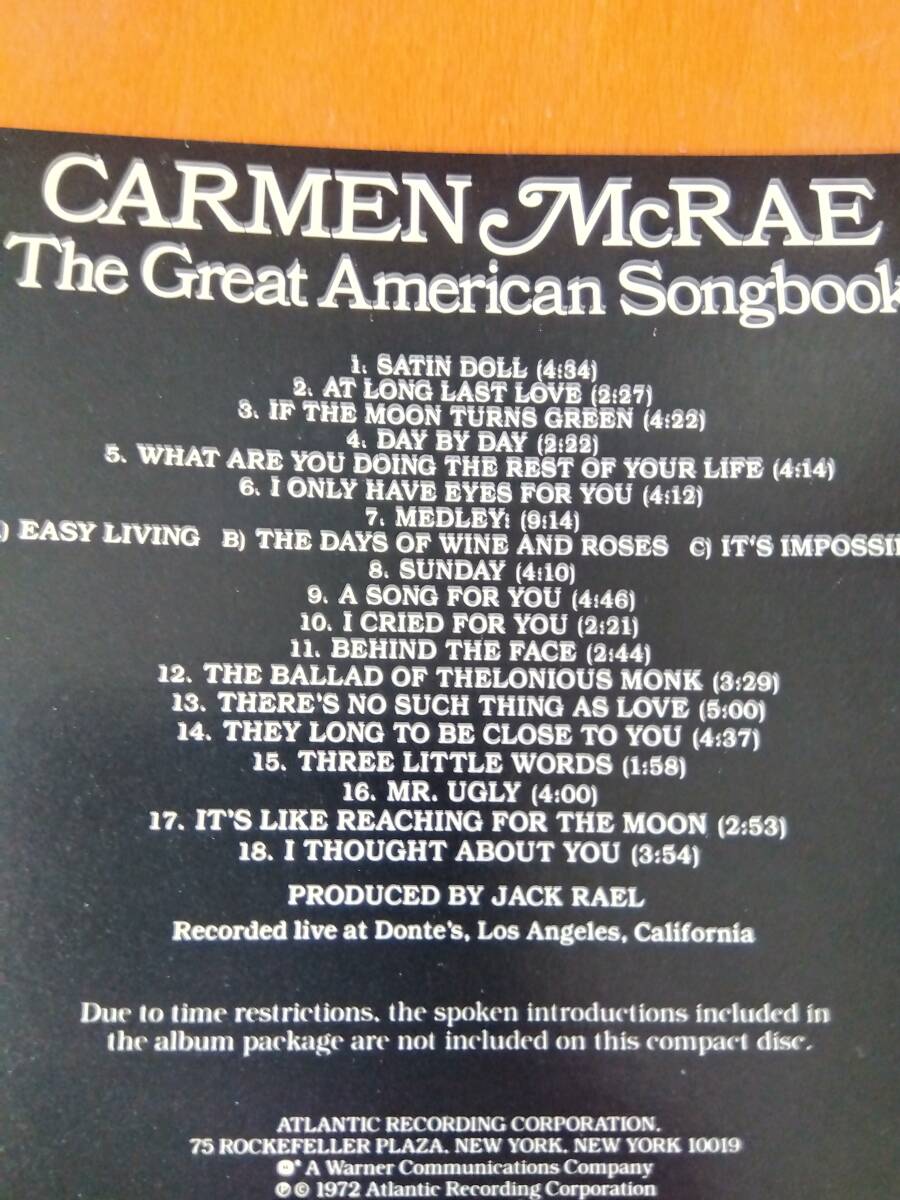 CARMEN McRAE
The Great American Songbook
1. SATIN DOLL (4:34)
2. AT LONG LAST LOVE (2:27)
3. IF THE MOON TURNS GREEN (4:22)
4. DAY BY DAY (2:22)
5. WHAT ARE YOU DOING THE REST OF YOUR LIFE (4:14)
6. I ONLY HAVE EYES FOR YOU (4:12)
7. MEDLEY: (9:14)
) EASY LIVING B) THE DAYS OF WINE AND ROSES C) IT'S
8. SUNDAY (4:10)
9. A SONG FOR YOU (4:46)
10. I CRIED FOR YOU (2:21)
11. BEHIND THE FACE (2:44)
12. THE BALLAD OF THELONIOUS MONK (3:29)
13. THERE'S NO SUCH THING AS LOVE (5:00)
14. THEY LONG TO BE CLOSE TO YOU (4:37)
15. THREE LITTLE WORDS (1:58)
16. MR. UGLY (4:00)
17. IT'S LIKE REACHING FOR THE MOON (2:53)
18. I THOUGHT ABOUT YOU (3:54)
PRODUCED BY JACK RAEL
Recorded live at Donte's, Los Angeles, California
Due to time restrictions, the spoken introductions included in
the album package are not included on this compact disc.
ATLANTIC RECORDING CORPORATION,
75 ROCKEFELLER PLAZA, NEW YORK, NEW YORK 10019
A Warner Communications Company
℗ © 1972 Atlantic Recording Corporation